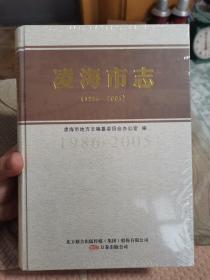 凌海市志
(1986—2005)
凌海市地方志编纂委员会办公室 编
1986-2005
北方联合出版传媒(集团)股份有限公司
万卷出版公司